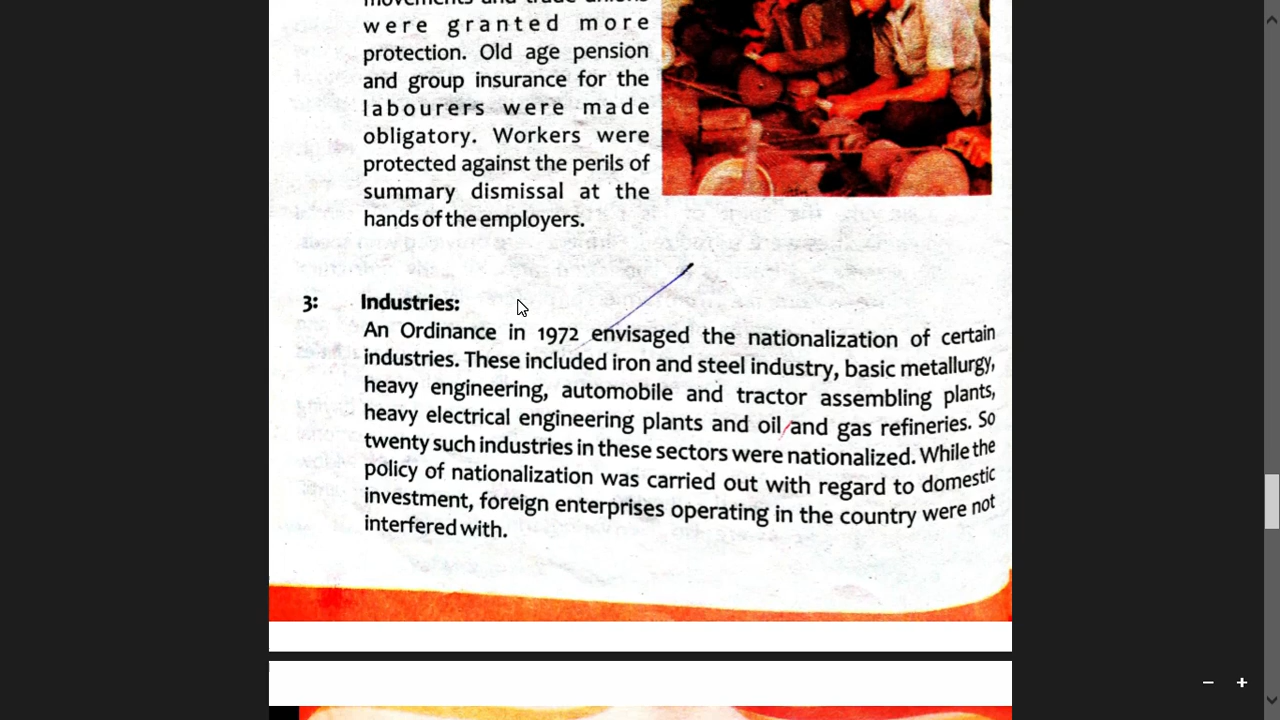 were granted more
protection. Old age pension
and group insurance for the
labourers were made
obligatory. Workers were
protected against the perils of
summary dismissal at the
hands of the employers.
3: Industries:
An Ordinance in 1972 envisaged the nationalization of certain
industries. These included iron and steel industry, basic metallurgy,
heavy engineering, automobile and tractor assembling plants,
heavy electrical engineering plants and oil and gas refineries. So
twenty such industries in these sectors were nationalized. While the
policy of nationalization was carried out with regard to domestic
investment, foreign enterprises operating in the country were not
interfered with.